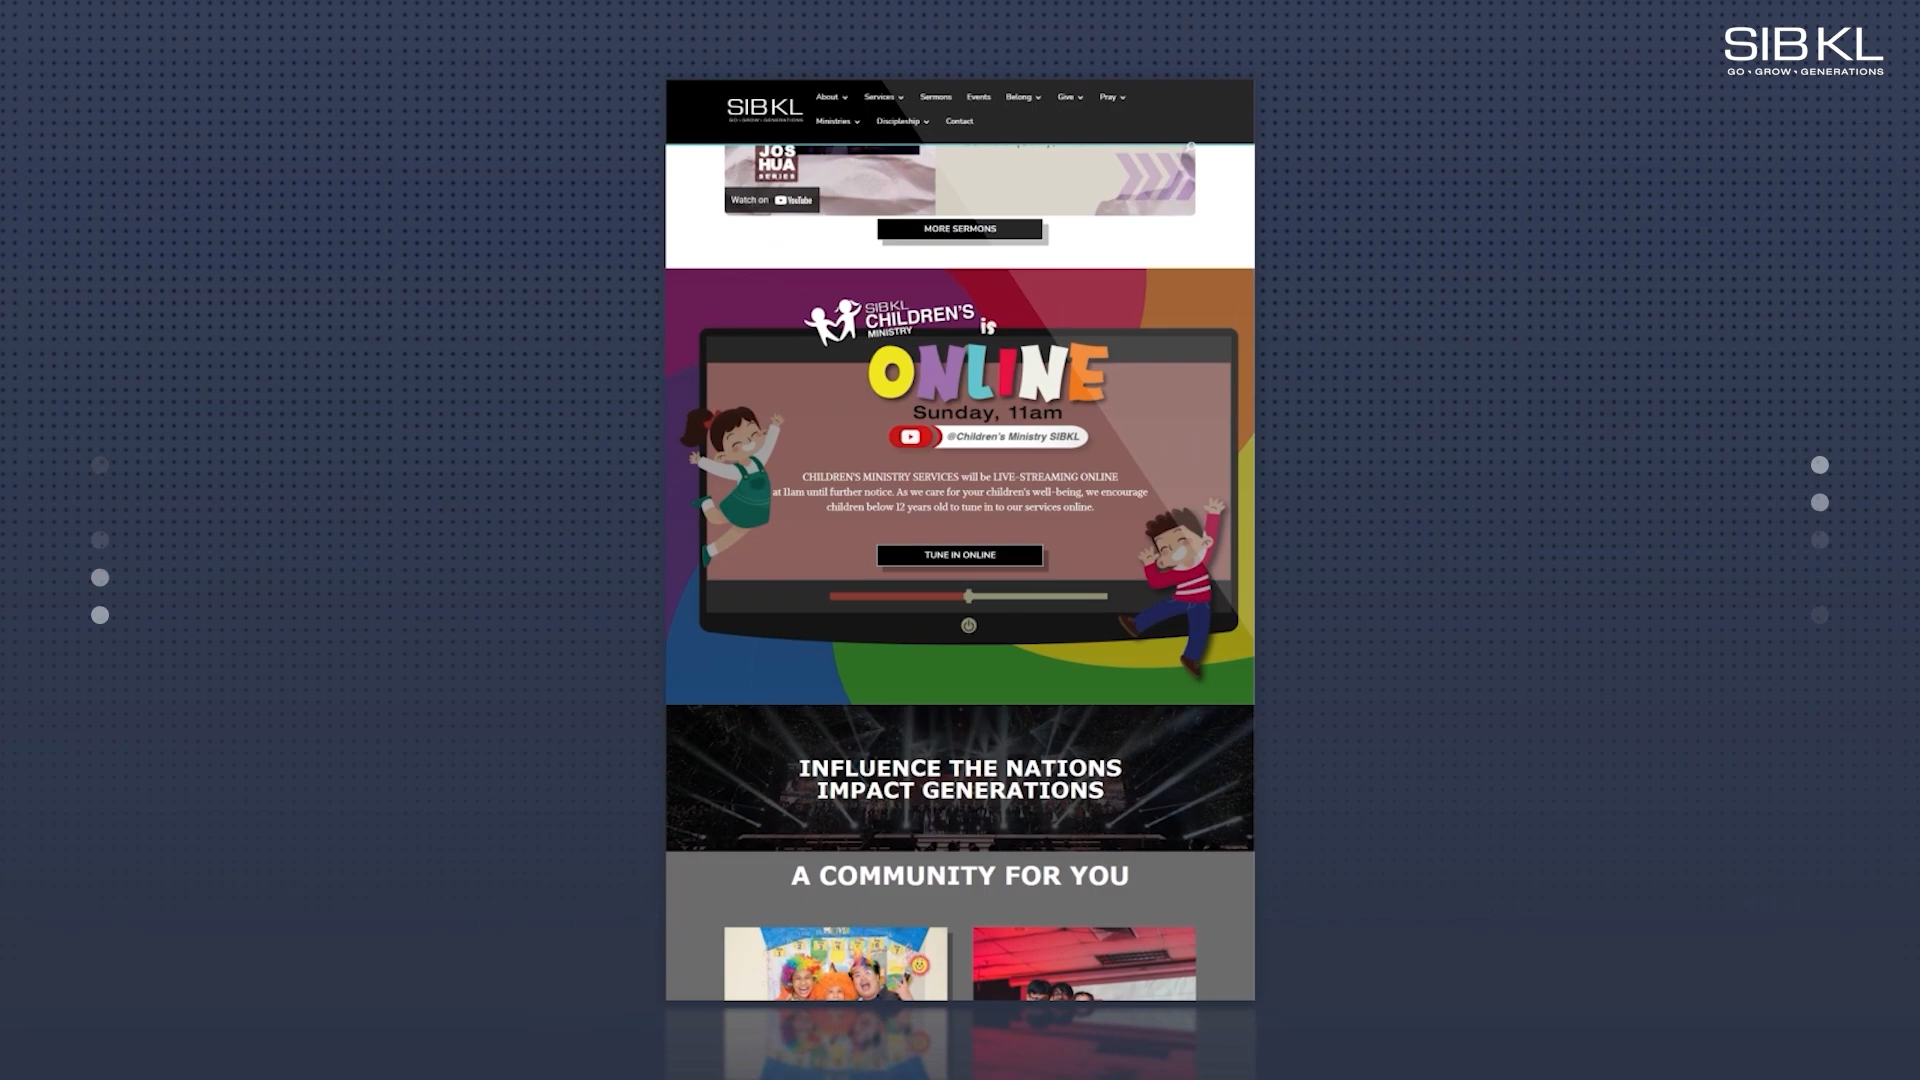 SIBKL
GO • GROW • GENERATIONS
SIBKL
GO • GROW • GENERATIONS
About Services Sermons Events Belong Give Pray
Ministries Discipleship Contact
JOS
HUA
SERIES
Watch on YouTube
MORE SERMONS
SIBKL
CHILDREN'S
MINISTRY
is
ONLINE
Sunday, 11am
@Children's Ministry SIBKL
CHILDREN'S MINISTRY SERVICES will be LIVE-STREAMING ONLINE
at 11am until further notice. As we care for your children's well-being, we encourage
children below 12 years old to tune in to our services online.
TUNE IN ONLINE
INFLUENCE THE NATIONS
IMPACT GENERATIONS
A COMMUNITY FOR YOU